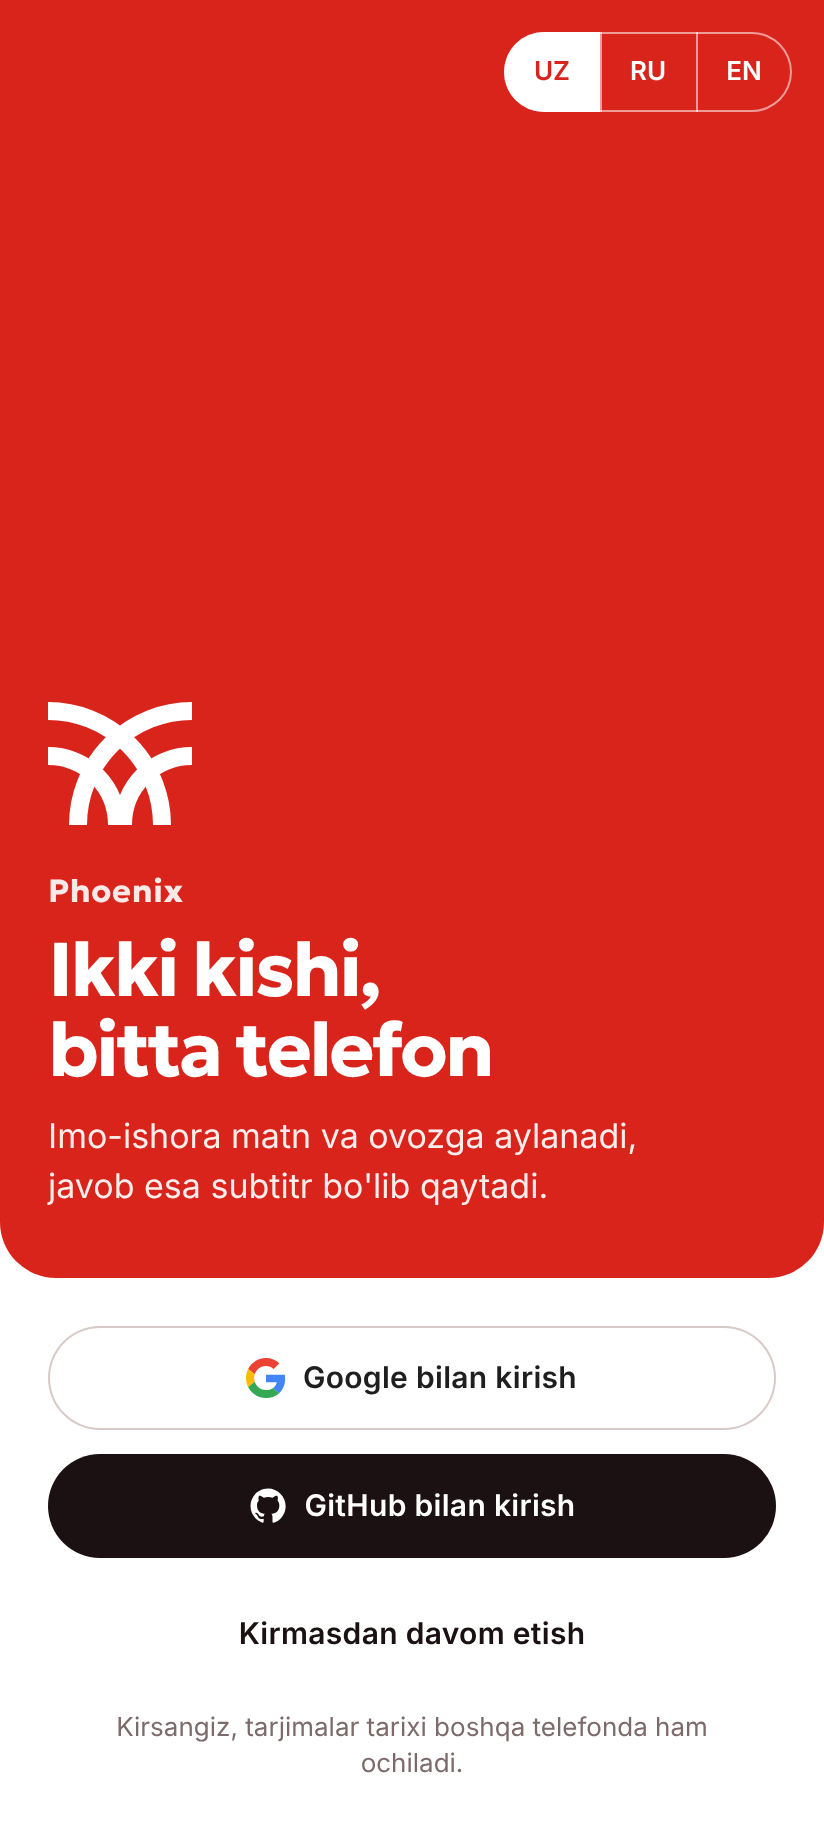 UZ RU EN
Phoenix
Ikki kishi,
bitta telefon
Imo-ishora matn va ovozga aylanadi,
javob esa subtitr bo'lib qaytadi.
Google bilan kirish
GitHub bilan kirish
Kirmasdan davom etish
Kirsangiz, tarjimalar tarixi boshqa telefonda ham
ochiladi.